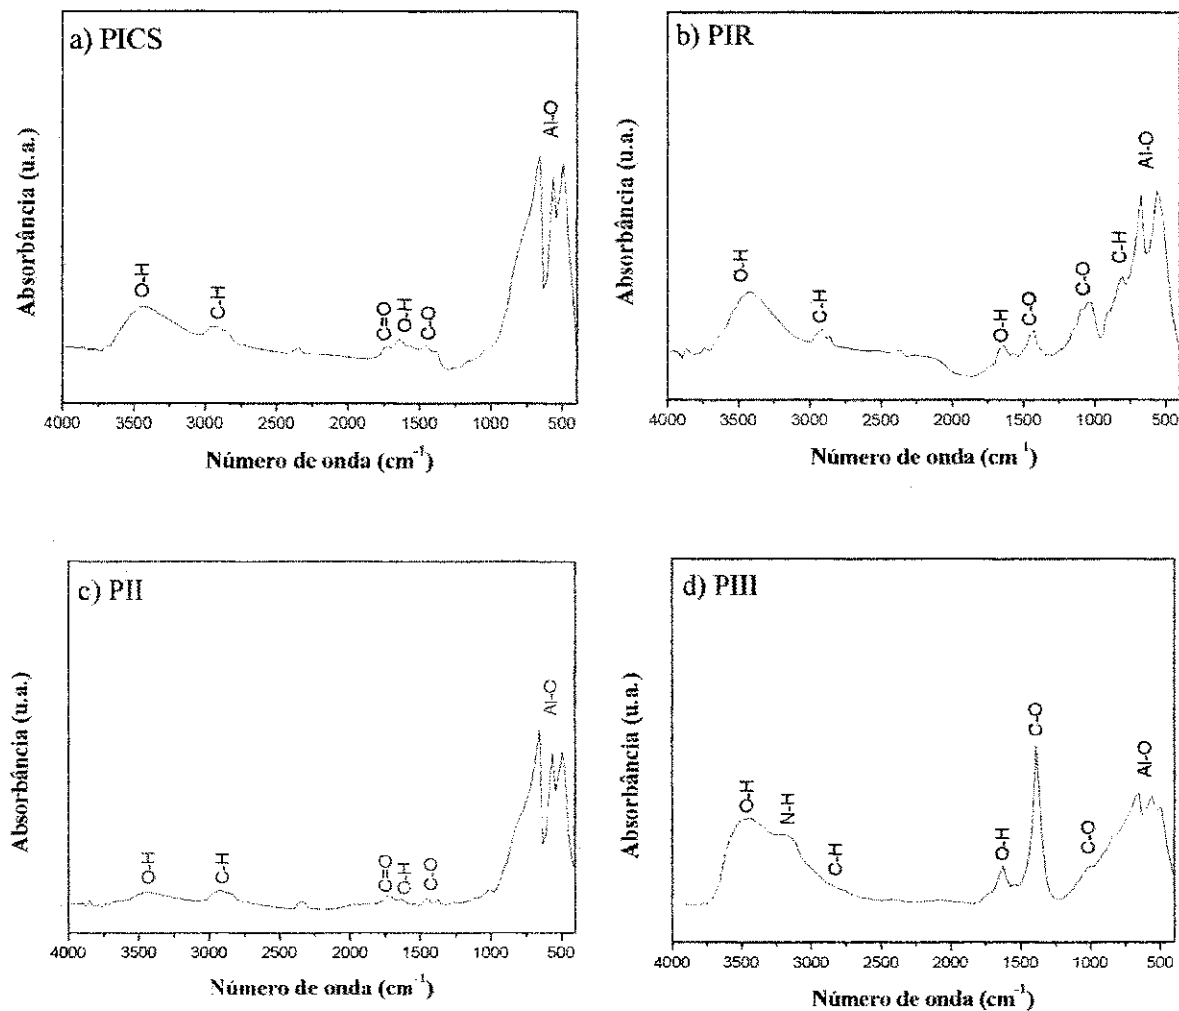 a) PICS
Absorbância (u.a.)
O-H
C-H
C=O
O-H
C-O
Al-O
4000 3500 3000 2500 2000 1500 1000 500
Número de onda (cm-1)
b) PIR
Absorbância (u.a.)
O-H
C-H
O-H
C-O
C-O
C-H
Al-O
4000 3500 3000 2500 2000 1500 1000 500
Número de onda (cm-1)
c) PII
Absorbância (u.a.)
O-H
C-H
C=O
O-H
C-O
Al-O
4000 3500 3000 2500 2000 1500 1000 500
Número de onda (cm-1)
d) PIII
Absorbância (u.a.)
O-H
N-H
C-H
O-H
C-O
C-O
Al-O
4000 3500 3000 2500 2000 1500 1000 500
Número de onda (cm-1)